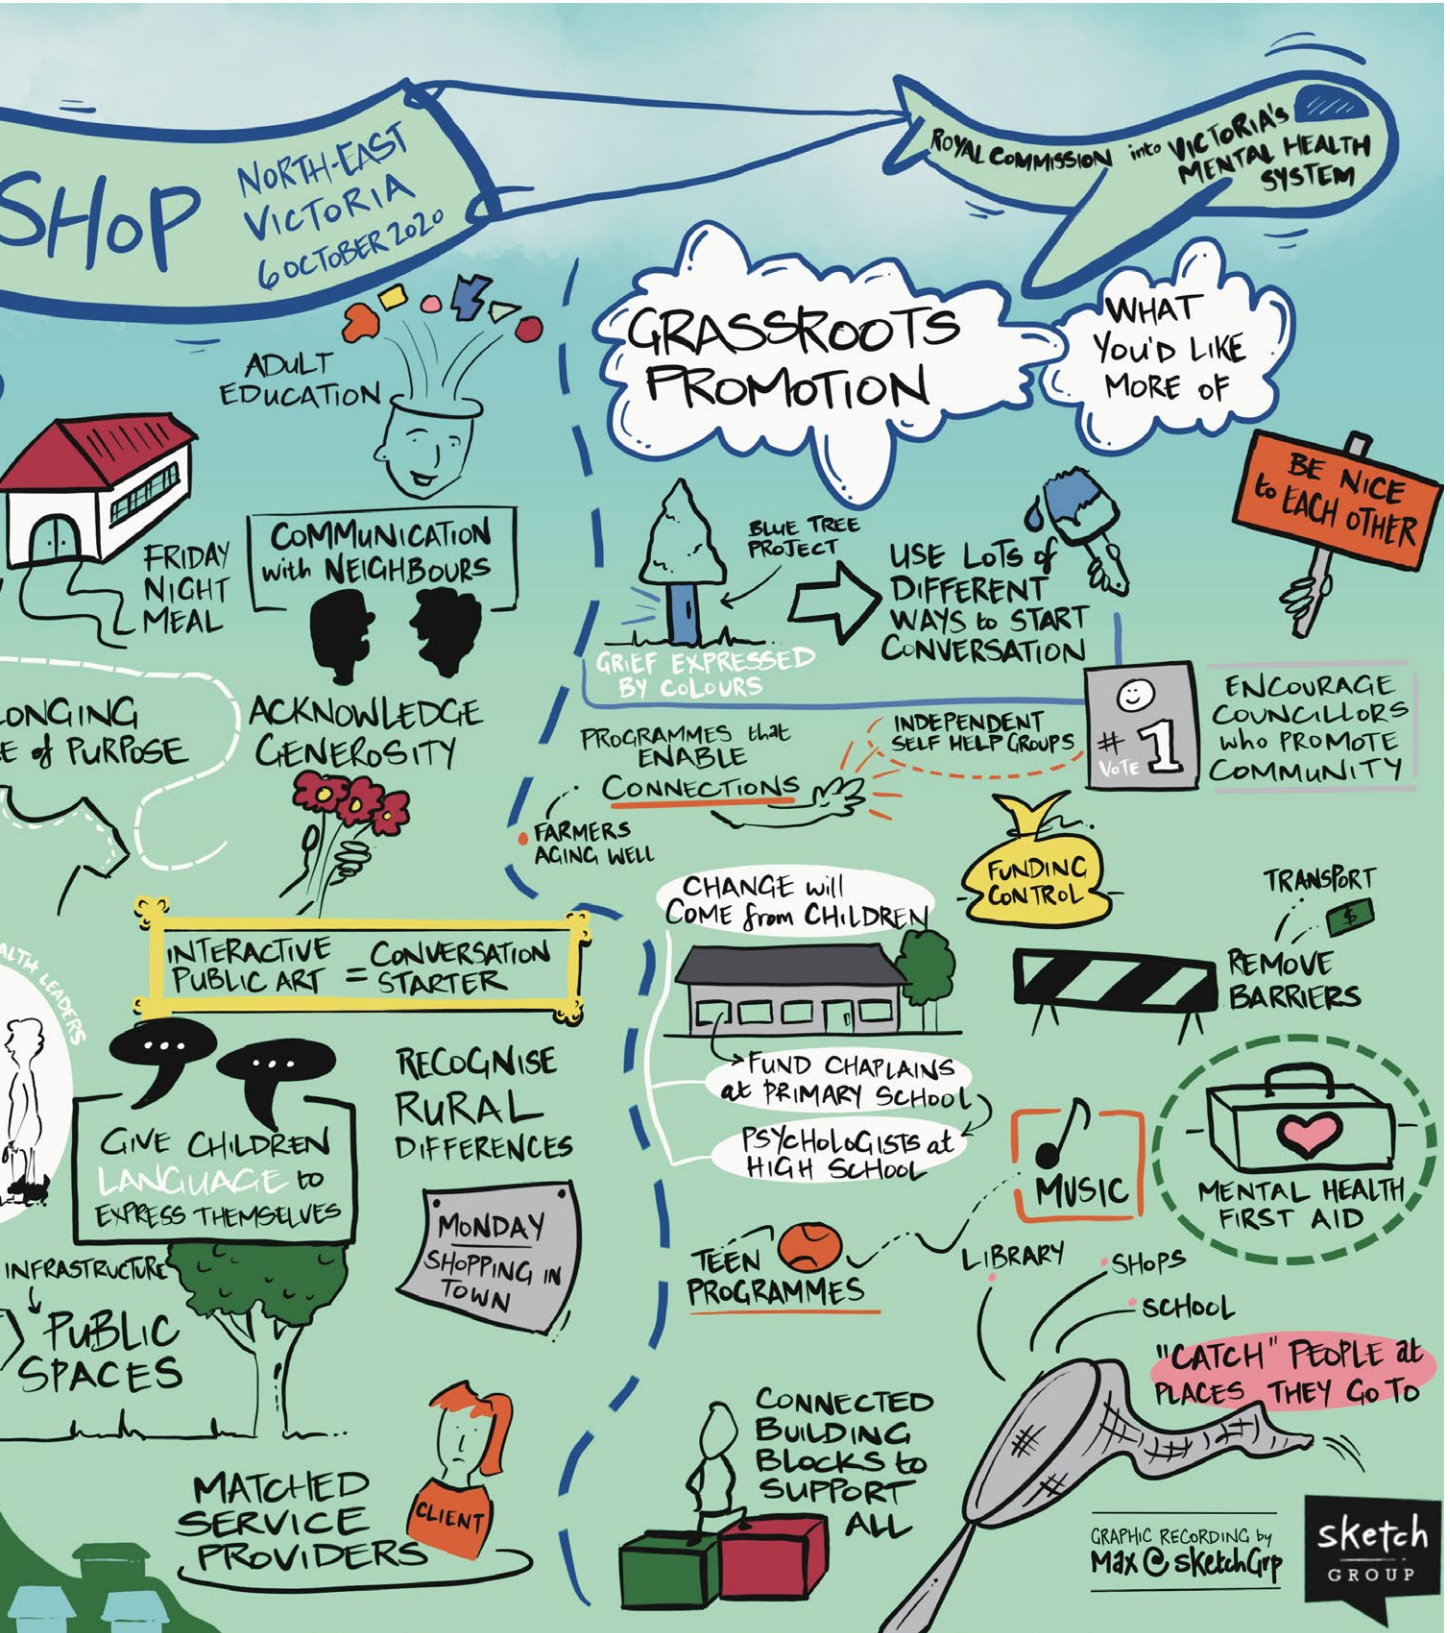 SHOP
NORTH-EAST
VICTORIA
6 OCTOBER 2020
ROYAL COMMISSION into VICTORIA'S
MENTAL HEALTH
SYSTEM
ADULT
EDUCATION
FRIDAY
NIGHT
MEAL
COMMUNICATION
with NEIGHBOURS
ACKNOWLEDGE
GENEROSITY
of PURPOSE
INTERACTIVE
PUBLIC ART
=
CONVERSATION
STARTER
LEADERS
GIVE CHILDREN
LANGUAGE to
EXPRESS THEMSELVES
RECOGNISE
RURAL
DIFFERENCES
MONDAY
SHOPPING IN
TOWN
INFRASTRUCTURE
PUBLIC
SPACES
MATCHED
SERVICE
PROVIDERS
CLIENT
GRASSROOTS
PROMOTION
WHAT
YOU'D LIKE
MORE OF
BLUE TREE
PROJECT
GRIEF EXPRESSED
BY COLOURS
USE LOTS of
DIFFERENT
WAYS to START
CONVERSATION
BE NICE
to EACH OTHER
PROGRAMMES that
ENABLE
CONNECTIONS
FARMERS
AGING WELL
INDEPENDENT
SELF HELP GROUPS
#1
VOTE
ENCOURAGE
COUNCILLORS
who PROMOTE
COMMUNITY
FUNDING
CONTROL
CHANGE will
COME from CHILDREN
FUND CHAPLAINS
at PRIMARY SCHOOL
PSYCHOLOGISTS at
HIGH SCHOOL
TRANSPORT
$
REMOVE
BARRIERS
MUSIC
MENTAL HEALTH
FIRST AID
TEEN
PROGRAMMES
LIBRARY
SHOPS
SCHOOL
"CATCH" PEOPLE at
PLACES THEY GO TO
CONNECTED
BUILDING
BLOCKS to
SUPPORT
ALL
GRAPHIC RECORDING by
Max @ sketchGrp
sketch
GROUP